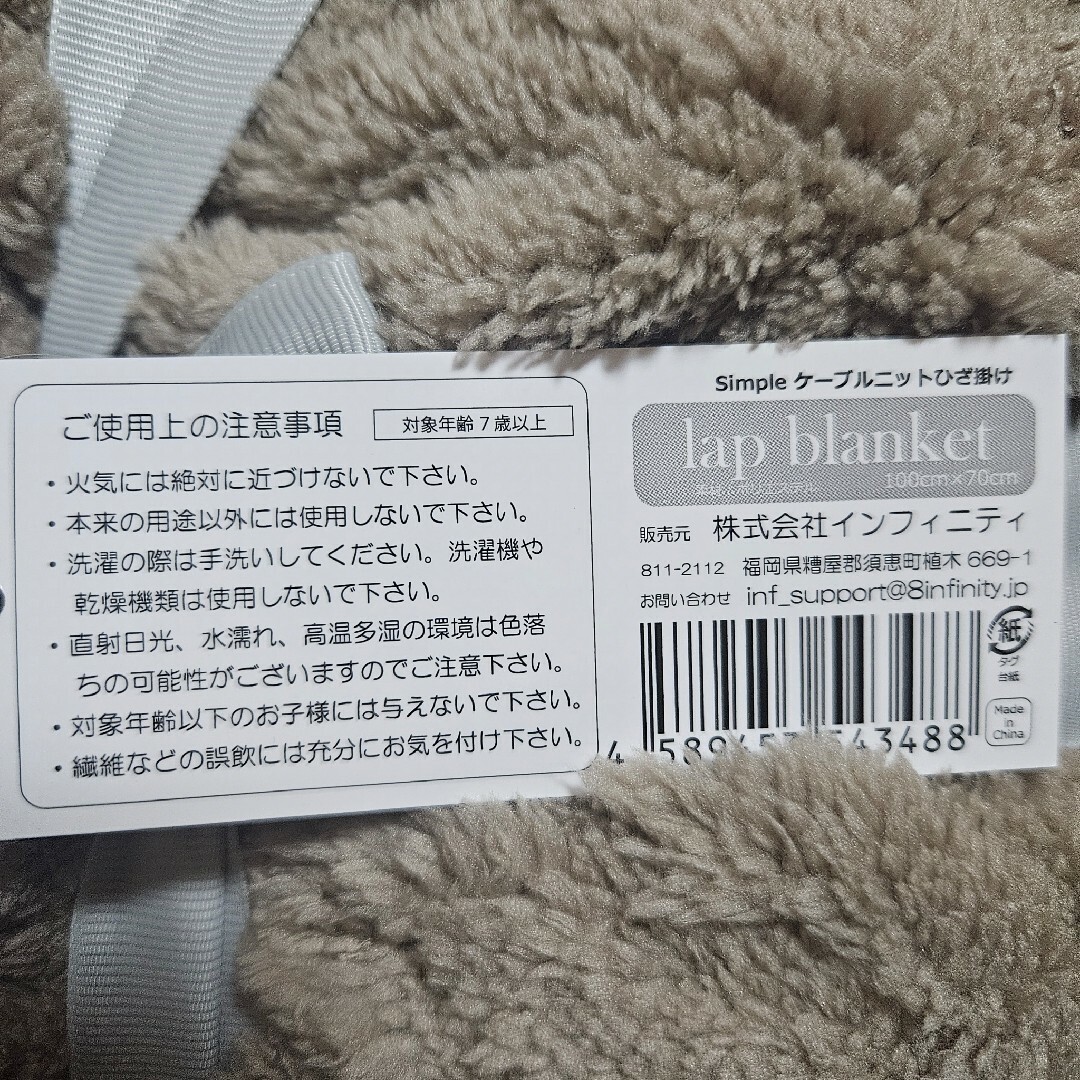 ご使用上の注意事項
対象年齢7歳以上
・火気には絶対に近づけないで下さい。
・本来の用途以外には使用しないで下さい。
・洗濯の際は手洗いしてください。洗濯機や
乾燥機類は使用しないで下さい。
・直射日光、水濡れ、高温多湿の環境は色落
ちの可能性がございますのでご注意下さい。
・対象年齢以下のお子様には与えないで下さい。
・繊維などの誤飲には充分にお気を付け下さい。
Simple ケーブルニットひざ掛け
lap blanket
100cm×70cm
販売元 株式会社インフィニティ
811-2112 福岡県糟屋郡須恵町植木 669-1
お問い合わせ inf_support@8infinity.jp
紙
タグ
台紙
Made
in
China
43488